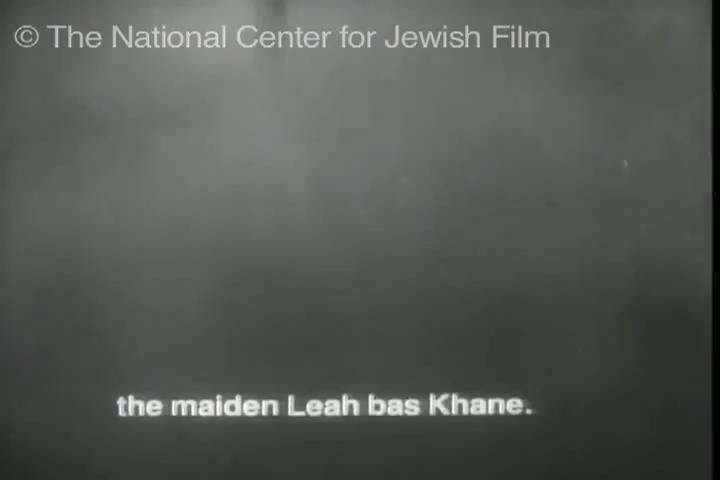 © The National Center for Jewish Film
the maiden Leah bas Khane.